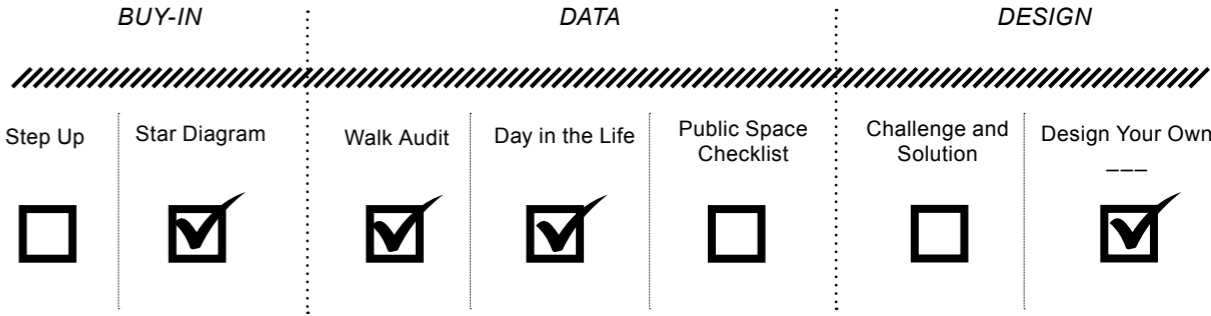 BUY-IN
DATA
DESIGN
Step Up
Star Diagram
Walk Audit
Day in the Life
Public Space
Checklist
Challenge and
Solution
Design Your Own
___